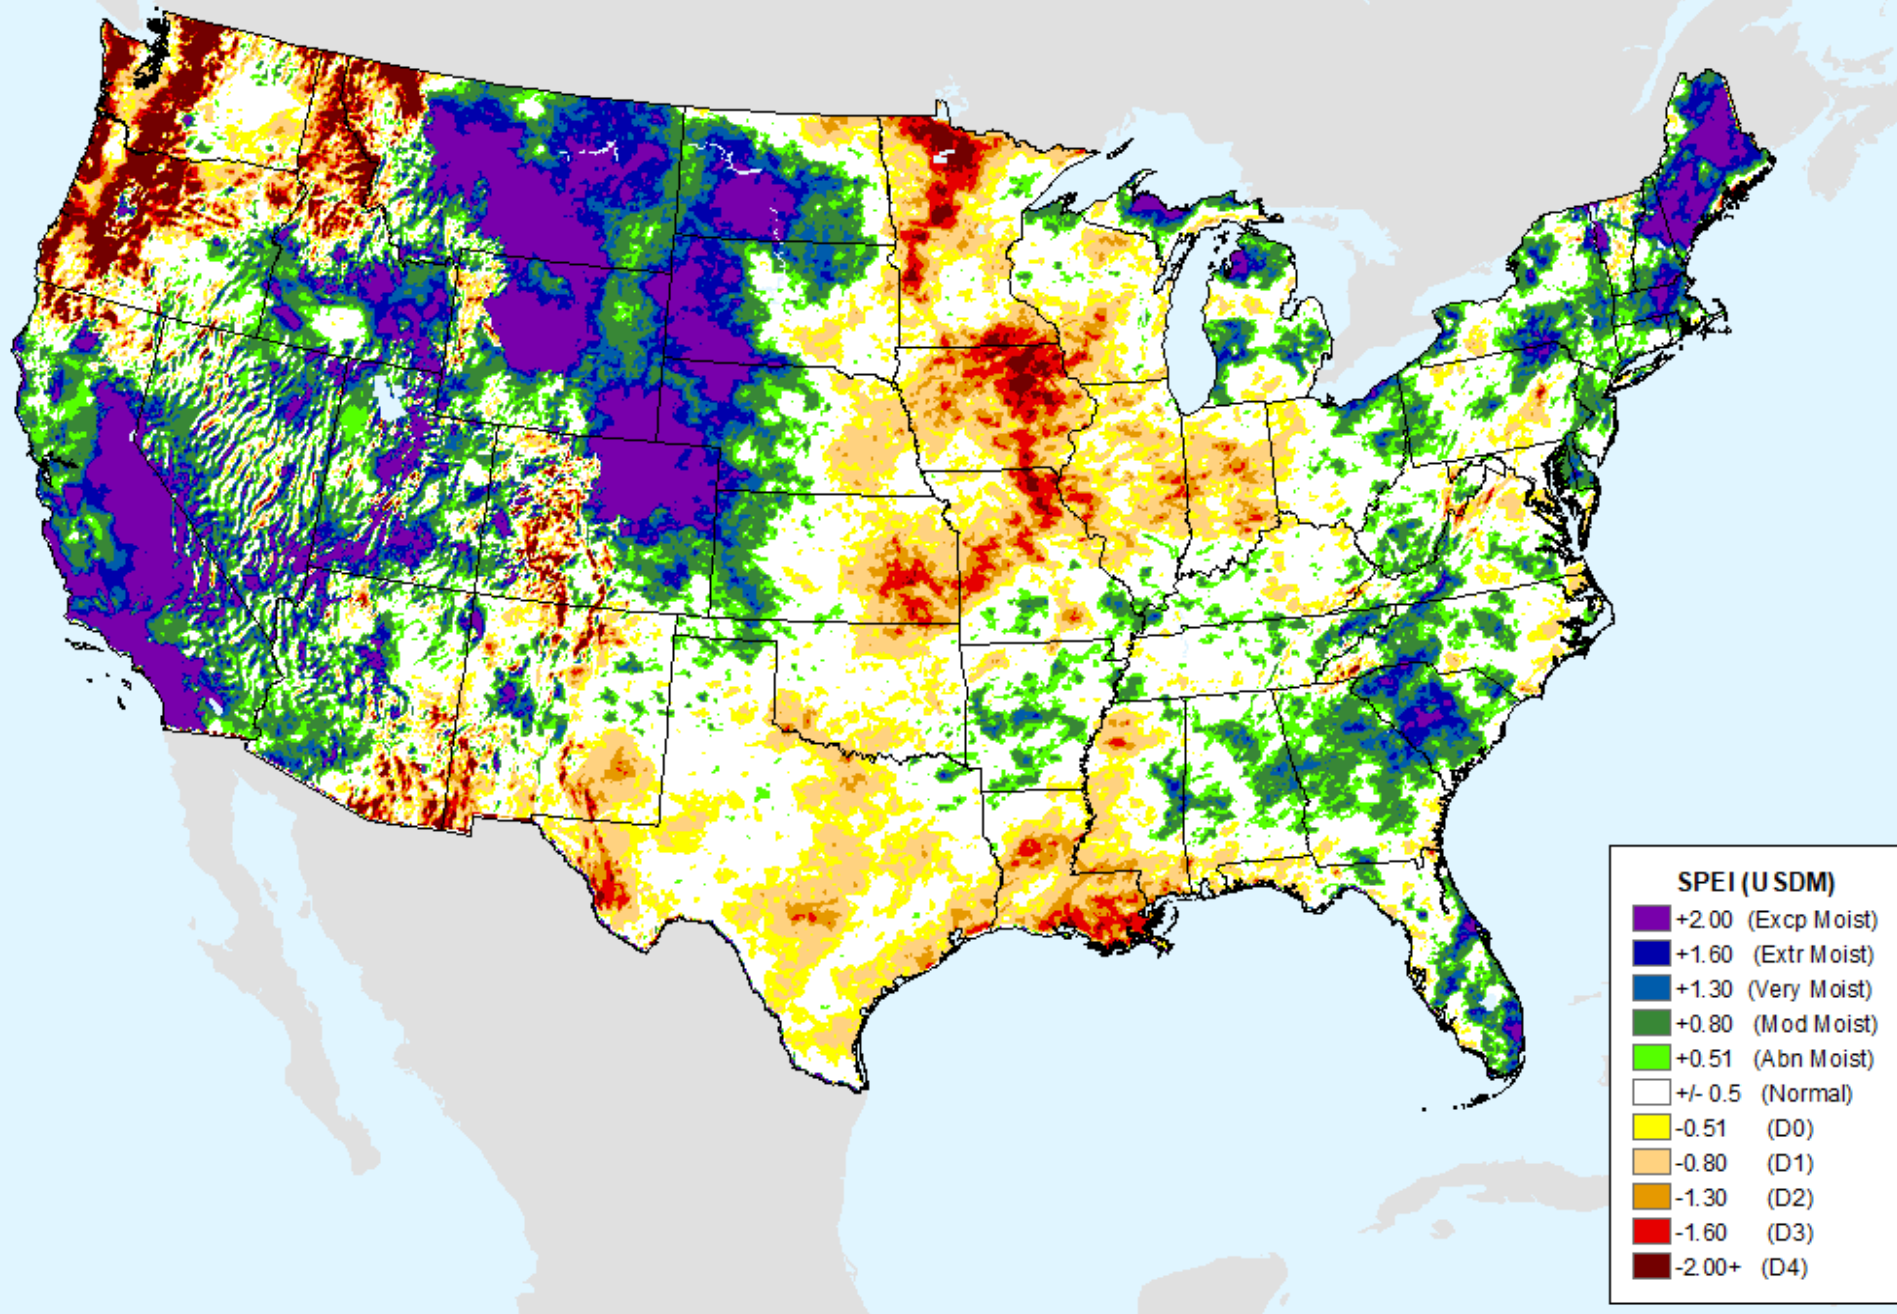 SPEI (USDM)
+2.00 (Excp Moist)
+1.60 (Extr Moist)
+1.30 (Very Moist)
+0.80 (Mod Moist)
+0.51 (Abn Moist)
+/- 0.5 (Normal)
-0.51 (D0)
-0.80 (D1)
-1.30 (D2)
-1.60 (D3)
-2.00+ (D4)